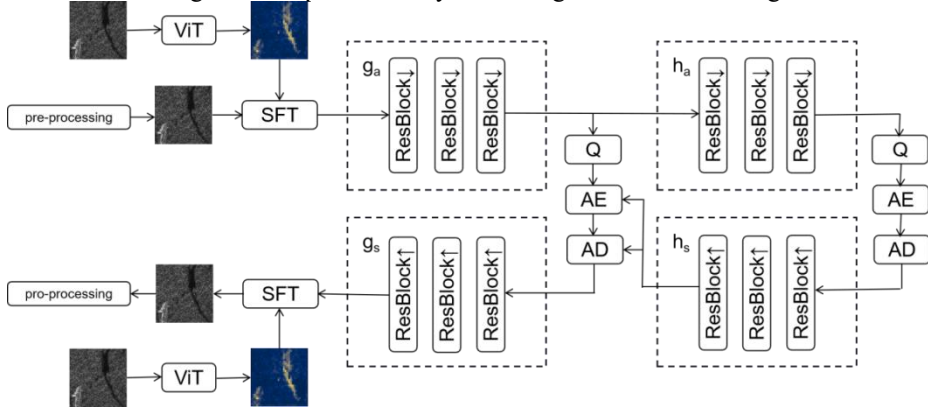 ViT
pre-processing
SFT
gₐ
ResBlock↓
ResBlock↓
ResBlock↓
hₐ
ResBlock↓
ResBlock↓
ResBlock↓
Q
AE
AD
Q
AE
AD
gₛ
ResBlock↑
ResBlock↑
ResBlock↑
hₛ
ResBlock↑
ResBlock↑
ResBlock↑
pro-processing
SFT
ViT